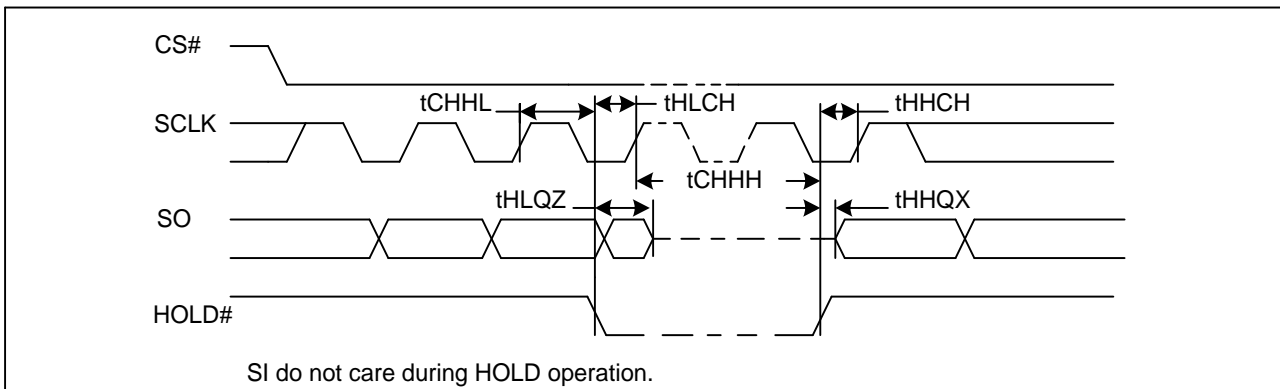 CS#
tCHHL
tHLCH
tHHCH
SCLK
tCHHH
tHLQZ
tHHQX
SO
HOLD#
SI do not care during HOLD operation.